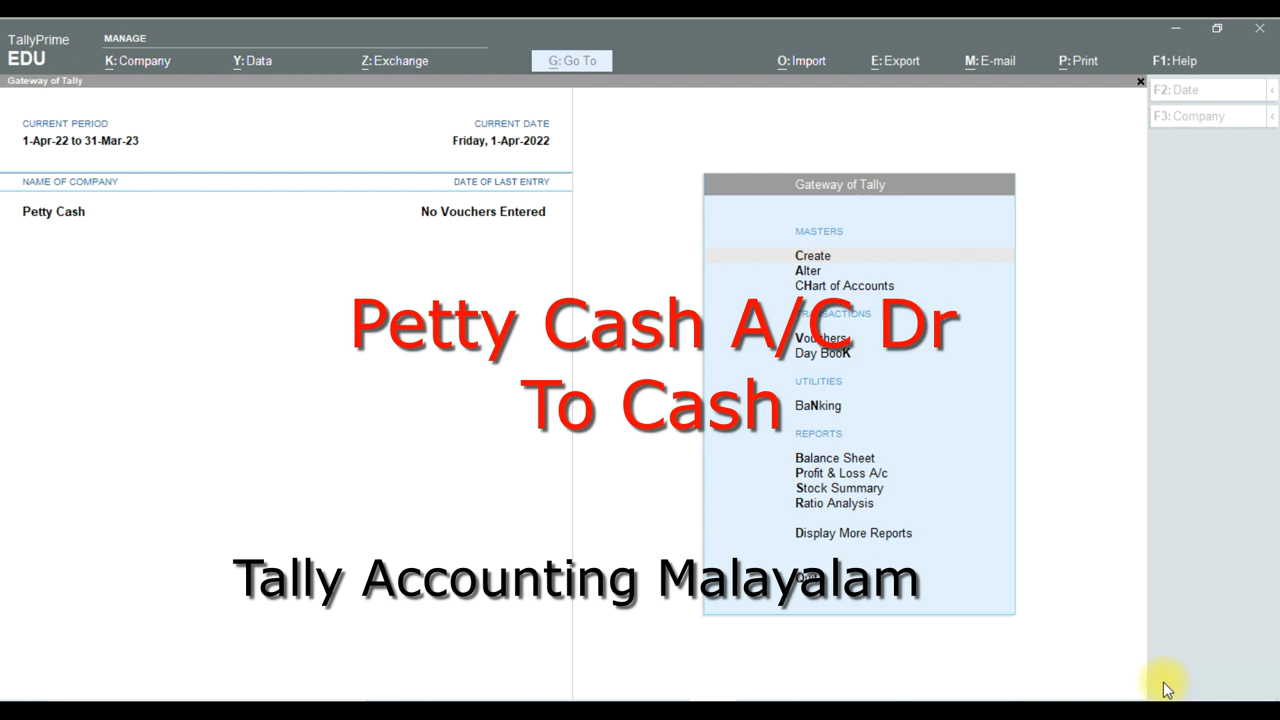 TallyPrime
EDU
MANAGE
K: Company
Y: Data
Z: Exchange
G: Go To
O: Import
E: Export
M: E-mail
P: Print
F1: Help
Gateway of Tally
F2: Date
F3: Company
CURRENT PERIOD
1-Apr-22 to 31-Mar-23
CURRENT DATE
Friday, 1-Apr-2022
NAME OF COMPANY
DATE OF LAST ENTRY
Petty Cash
No Vouchers Entered
Gateway of Tally
MASTERS
Create
Alter
CHart of Accounts
TRANSACTIONS
Vouchers
Day BooK
UTILITIES
BaNking
REPORTS
Balance Sheet
Profit & Loss A/c
Stock Summary
Ratio Analysis
Display More Reports
Quit
Petty Cash A/C Dr
To Cash
Tally Accounting Malayalam